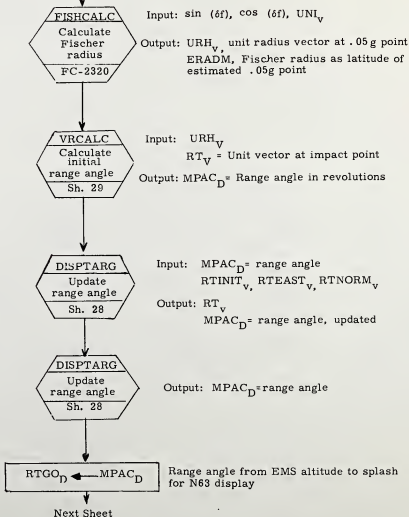 FISHCALC
Calculate
Fischer
radius
FC-2320
Input: sin (δf), cos (δf), UNI_v
Output: URH_v, unit radius vector at .05 g point
ERADM, Fischer radius as latitude of
estimated .05g point
VRCALC
Calculate
initial
range angle
Sh. 29
Input: URH_V
RT_V = Unit vector at impact point
Output: MPAC_D = Range angle in revolutions
DISPTARG
Update
range angle
Sh. 28
Input: MPAC_D = range angle
RTINIT_v, RTEAST_v, RTNORM_v
Output: RT_v
MPAC_D = range angle, updated
DISPTARG
Update
range angle
Sh. 28
Output: MPAC_D = range angle
RTGO_D ← MPAC_D
Range angle from EMS altitude to splash
for N63 display
Next Sheet